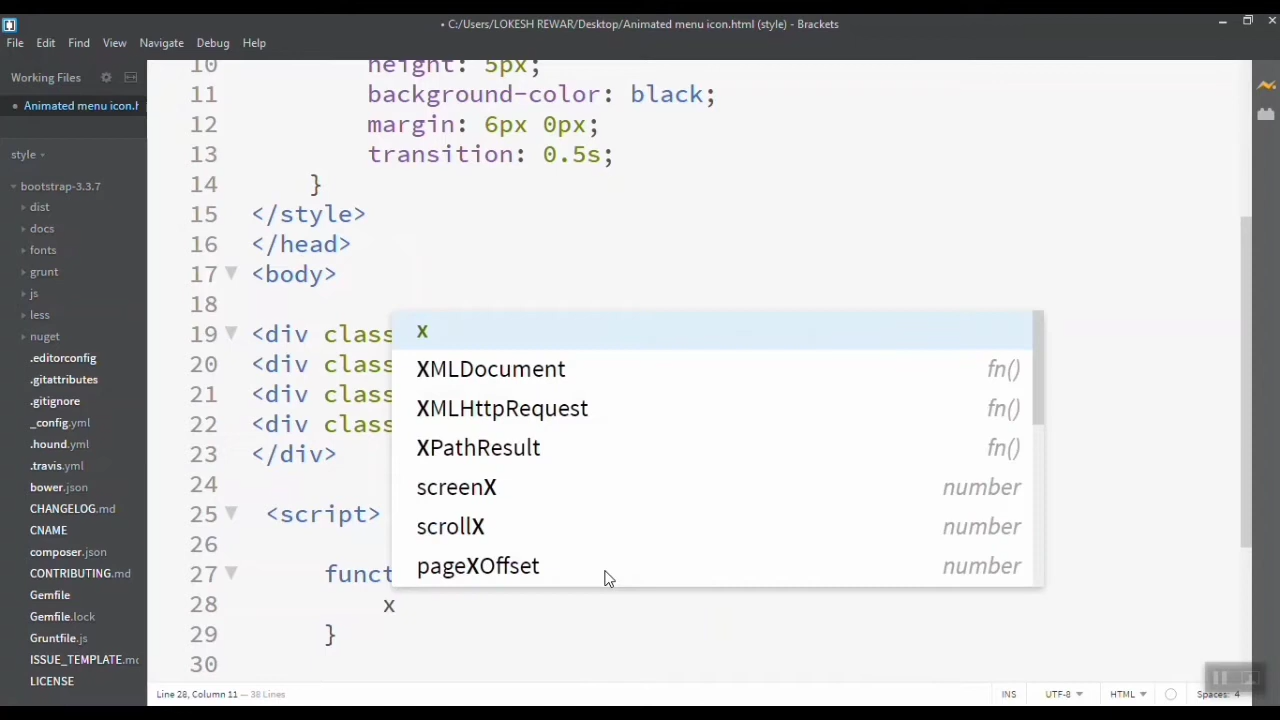 • C:/Users/LOKESH REWAR/Desktop/Animated menu icon.html (style) - Brackets
File Edit Find View Navigate Debug Help
Working Files
• Animated menu icon.h
style
bootstrap-3.3.7
dist
docs
fonts
grunt
js
less
nuget
.editorconfig
.gitattributes
.gitignore
_config.yml
.hound.yml
.travis.yml
bower.json
CHANGELOG.md
CNAME
composer.json
CONTRIBUTING.md
Gemfile
Gemfile.lock
Gruntfile.js
ISSUE_TEMPLATE.mc
LICENSE
10 height: 5px;
11 background-color: black;
12 margin: 6px 0px;
13 transition: 0.5s;
14 }
15 </style>
16 </head>
17 <body>
18
19 <div class
20 <div class
21 <div class
22 <div class
23 </div>
24
25 <script>
26
27 funct
28 x
29 }
30
x
XMLDocument fn()
XMLHttpRequest fn()
XPathResult fn()
screenX number
scrollX number
pageXOffset number
Line 28, Column 11 — 38 Lines
INS UTF-8 HTML Spaces: 4